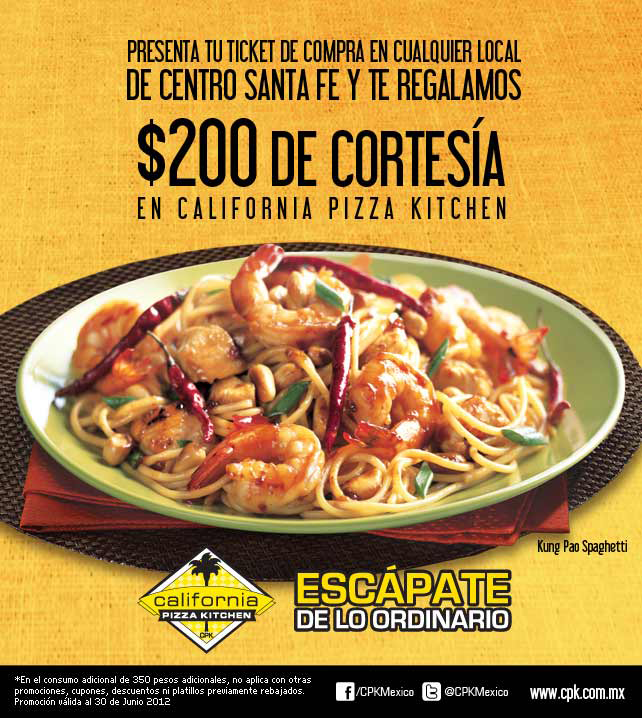 PRESENTA TU TICKET DE COMPRA EN CUALQUIER LOCAL
DE CENTRO SANTA FE Y TE REGALAMOS
$200 DE CORTESÍA
EN CALIFORNIA PIZZA KITCHEN
Kung Pao Spaghetti
california
PIZZA KITCHEN
CPK
ESCÁPATE
DE LO ORDINARIO
*En el consumo adicional de 350 pesos adicionales, no aplica con otras
promociones, cupones, descuentos ni platillos previamente rebajados.
Promoción válida al 30 de Junio 2012
f /CPKMexico
t @CPKMexico
www.cpk.com.mx